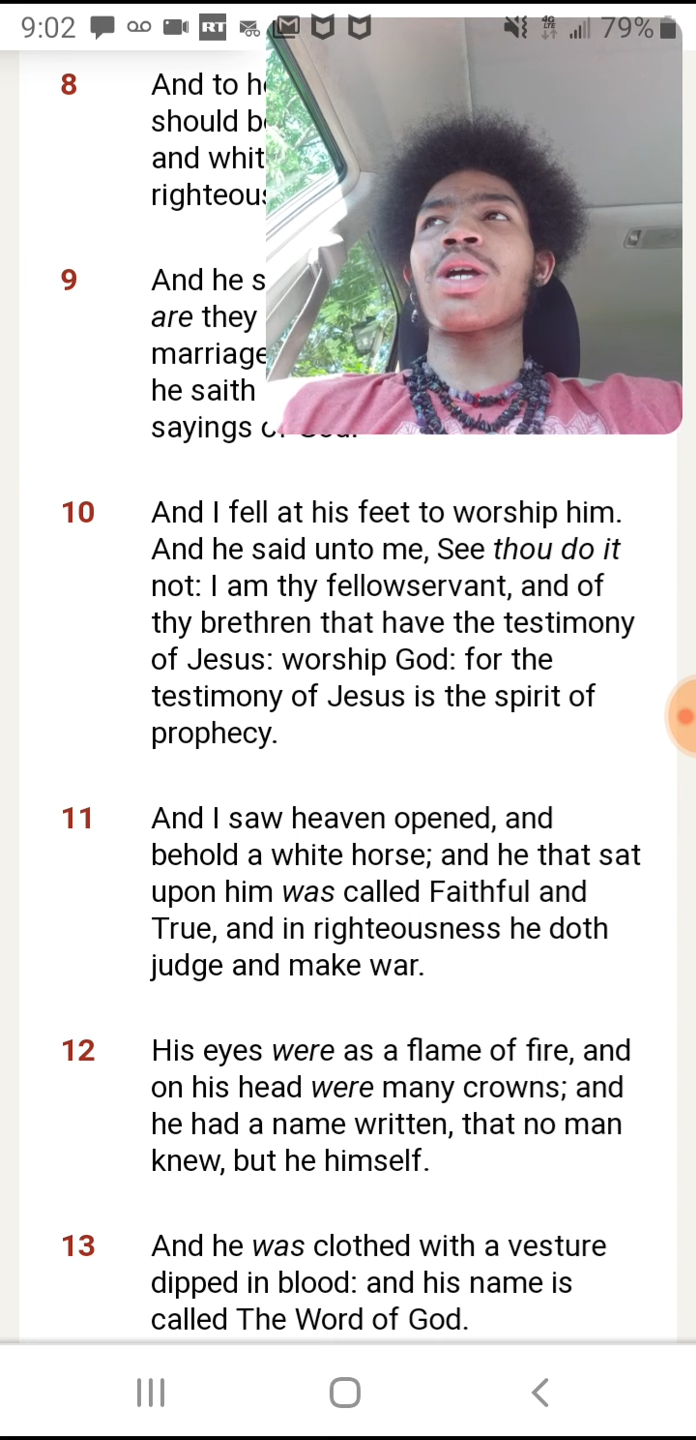 9:02 RT 4G LTE 79%
8 And to
should
and whit
righteous
9 And he s
are they
marriage
he saith
sayings of God.
10 And I fell at his feet to worship him.
And he said unto me, See thou do it
not: I am thy fellowservant, and of
thy brethren that have the testimony
of Jesus: worship God: for the
testimony of Jesus is the spirit of
prophecy.
11 And I saw heaven opened, and
behold a white horse; and he that sat
upon him was called Faithful and
True, and in righteousness he doth
judge and make war.
12 His eyes were as a flame of fire, and
on his head were many crowns; and
he had a name written, that no man
knew, but he himself.
13 And he was clothed with a vesture
dipped in blood: and his name is
called The Word of God.